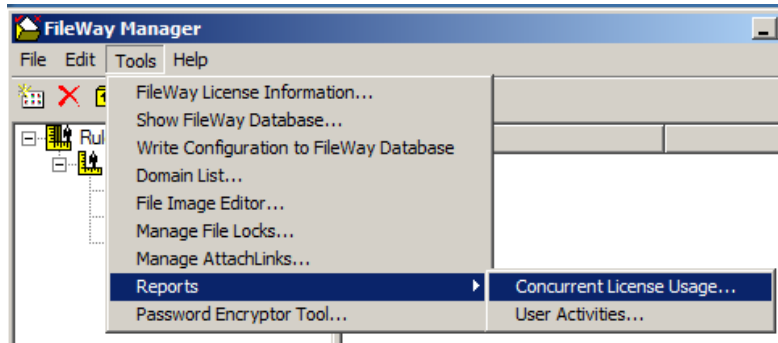 FileWay Manager
File Edit Tools Help
FileWay License Information...
Show FileWay Database...
Rul
Write Configuration to FileWay Database
Domain List...
File Image Editor...
Manage File Locks...
Manage AttachLinks...
Reports
Concurrent License Usage...
Password Encryptor Tool...
User Activities...